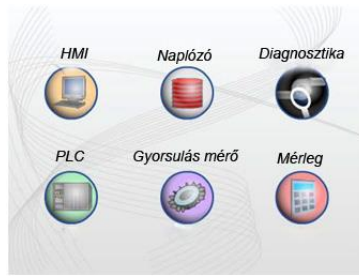 HMI
Naplózó
Diagnosztika
PLC
Gyorsulás mérő
Mérleg